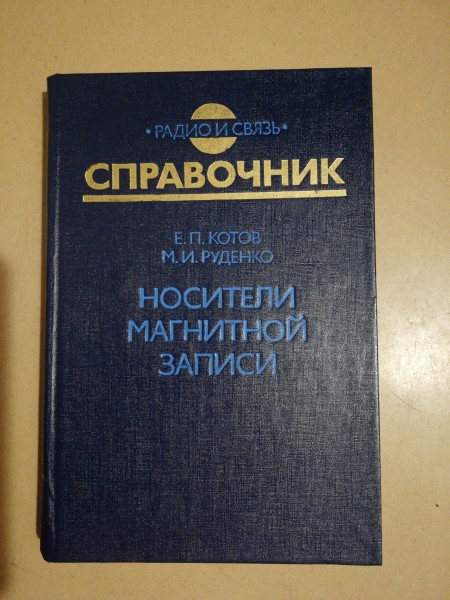 • РАДИО И СВЯЗЬ •
СПРАВОЧНИК
Е.П.КОТОВ
М.И.РУДЕНКО
НОСИТЕЛИ
МАГНИТНОЙ
ЗАПИСИ